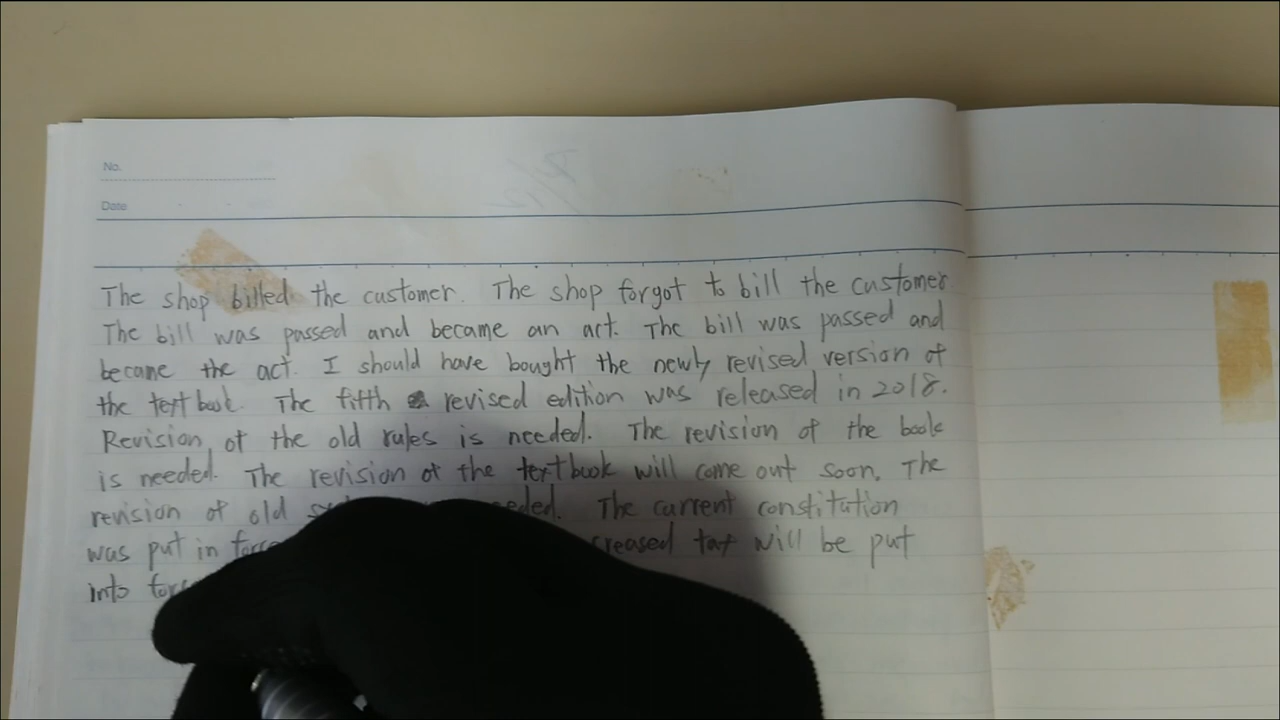 No.
Date
The shop billed the customer. The shop forgot to bill the customer
The bill was passed and became an act. The bill was passed and
became the act. I should have bought the newly revised version of
the textbook. The fifth revised edition was released in 2018.
Revision of the old rules is needed. The revision of the book
is needed. The revision of the textbook will come out soon. The
revision of old The current constitution
was put in tax will be put
into